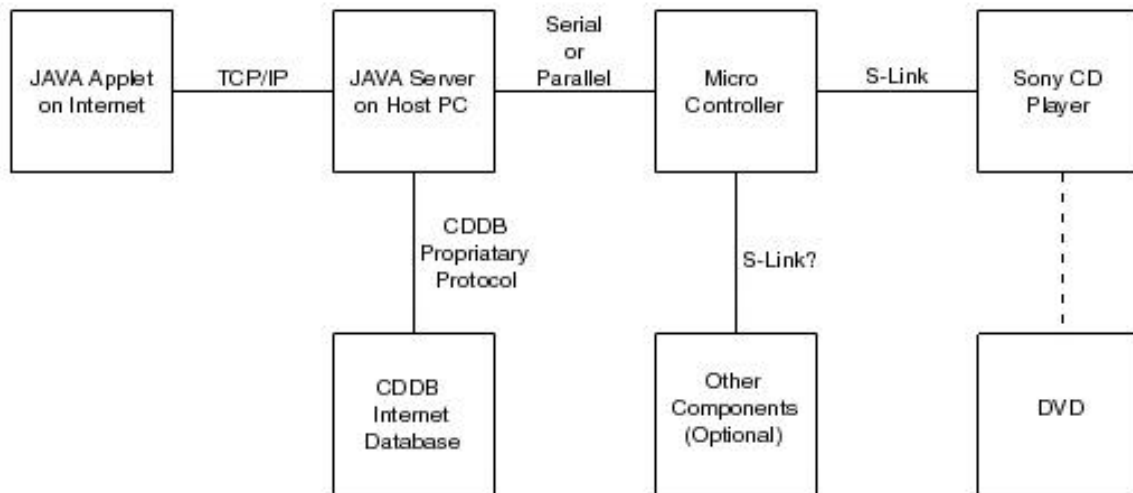 JAVA Applet
on Internet
TCP/IP
JAVA Server
on Host PC
Serial
or
Parallel
Micro
Controller
S-Link
Sony CD
Player
CDDB
Propriatary
Protocol
S-Link?
CDDB
Internet
Database
Other
Components
(Optional)
DVD